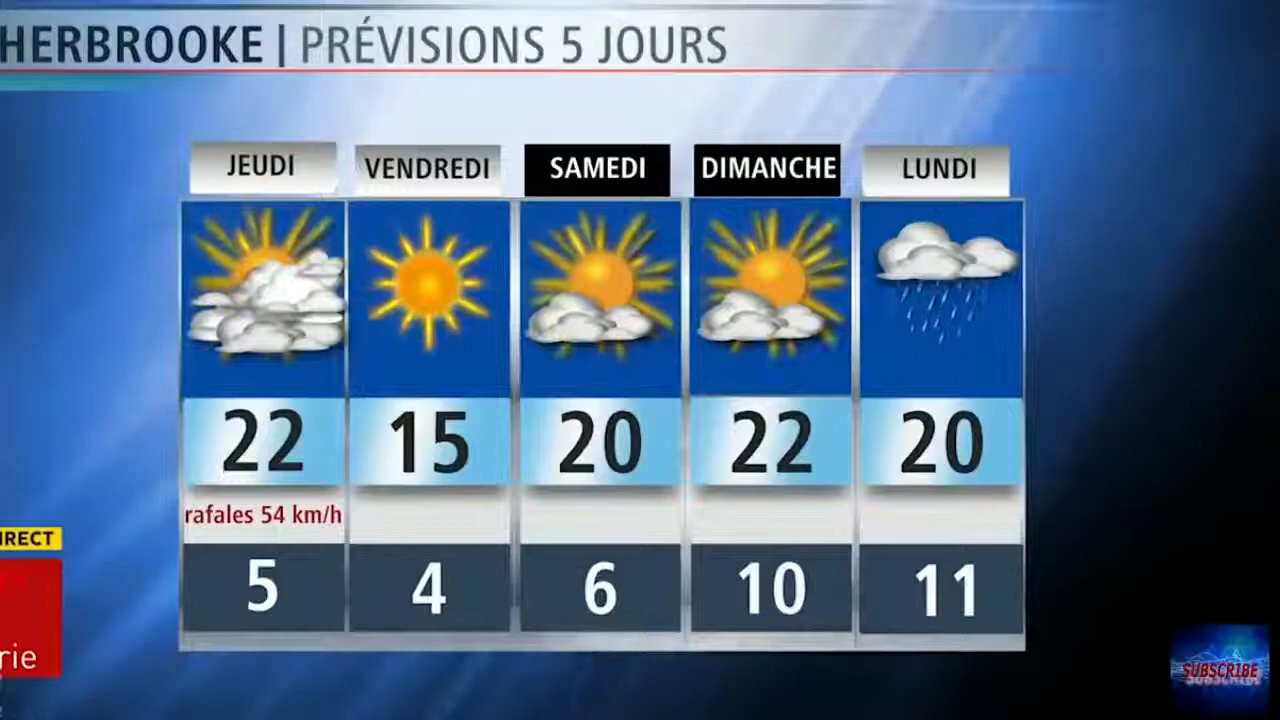 HERBROOKE | PRÉVISIONS 5 JOURS
JEUDI VENDREDI SAMEDI DIMANCHE LUNDI
22 15 20 22 20
rafales 54 km/h
5 4 6 10 11
IRECT
rie
SUBSCRIBE